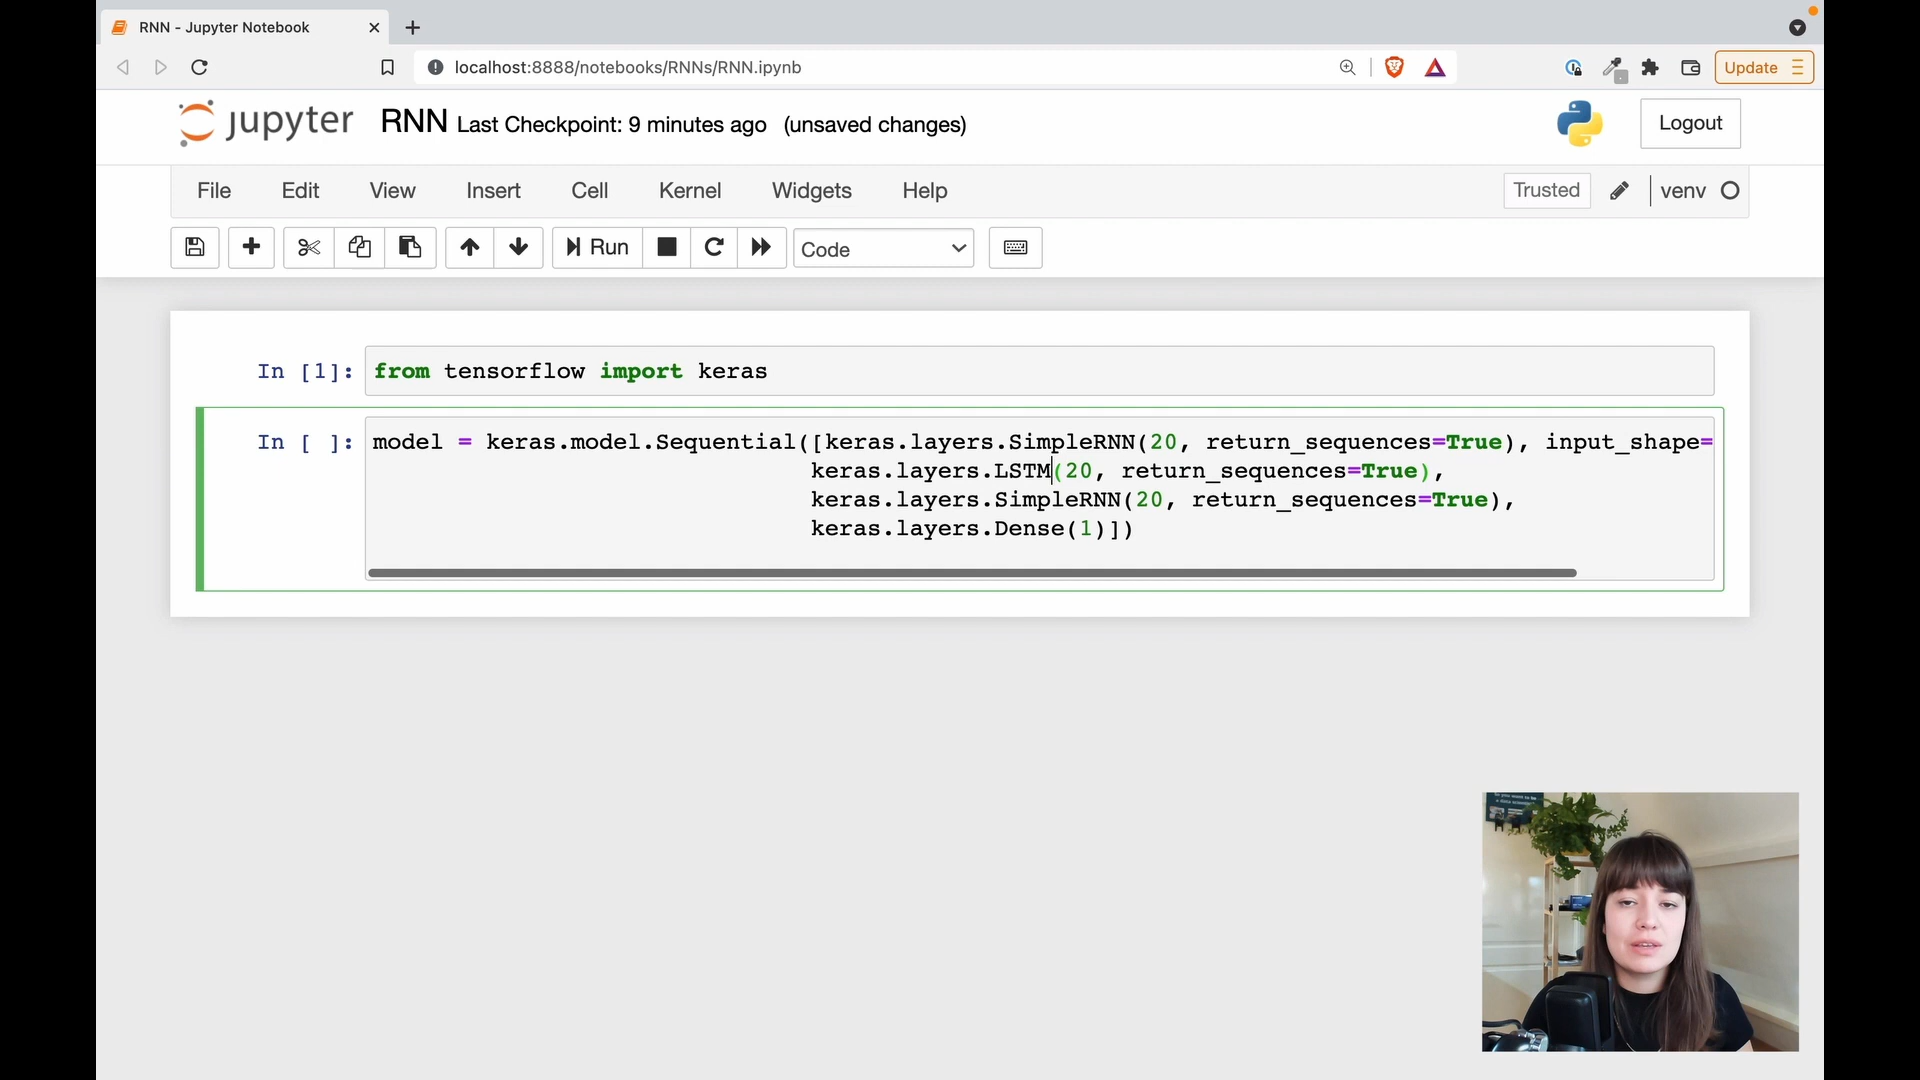 RNN - Jupyter Notebook
localhost:8888/notebooks/RNNs/RNN.ipynb
Update
jupyter RNN Last Checkpoint: 9 minutes ago (unsaved changes)
Logout
File Edit View Insert Cell Kernel Widgets Help
Trusted venv
Run Code
In [1]: from tensorflow import keras
In [ ]: model = keras.model.Sequential([keras.layers.SimpleRNN(20, return_sequences=True), input_shape=
keras.layers.LSTM(20, return_sequences=True),
keras.layers.SimpleRNN(20, return_sequences=True),
keras.layers.Dense(1)])